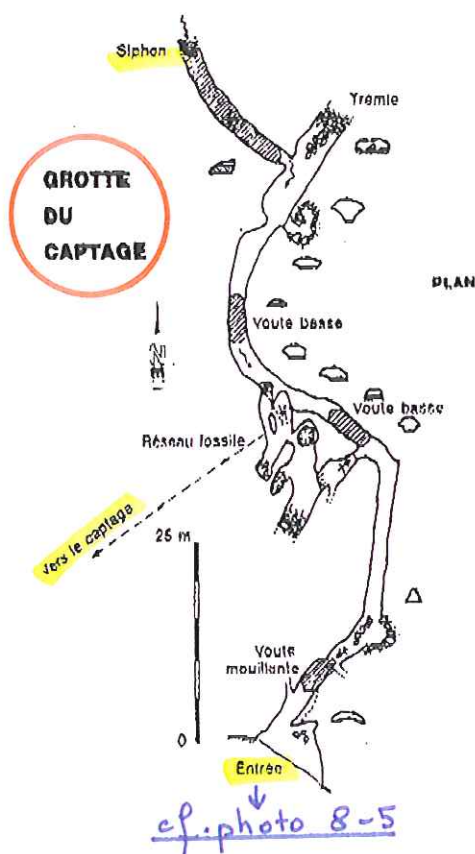 Siphon
Trémie
GROTTE
DU
CAPTAGE
PLAN
Voute basse
Voute basse
Réseau fossile
Vers le captage
25 m
Voute
mouillante
0
Entrée
cf. photo 8-5